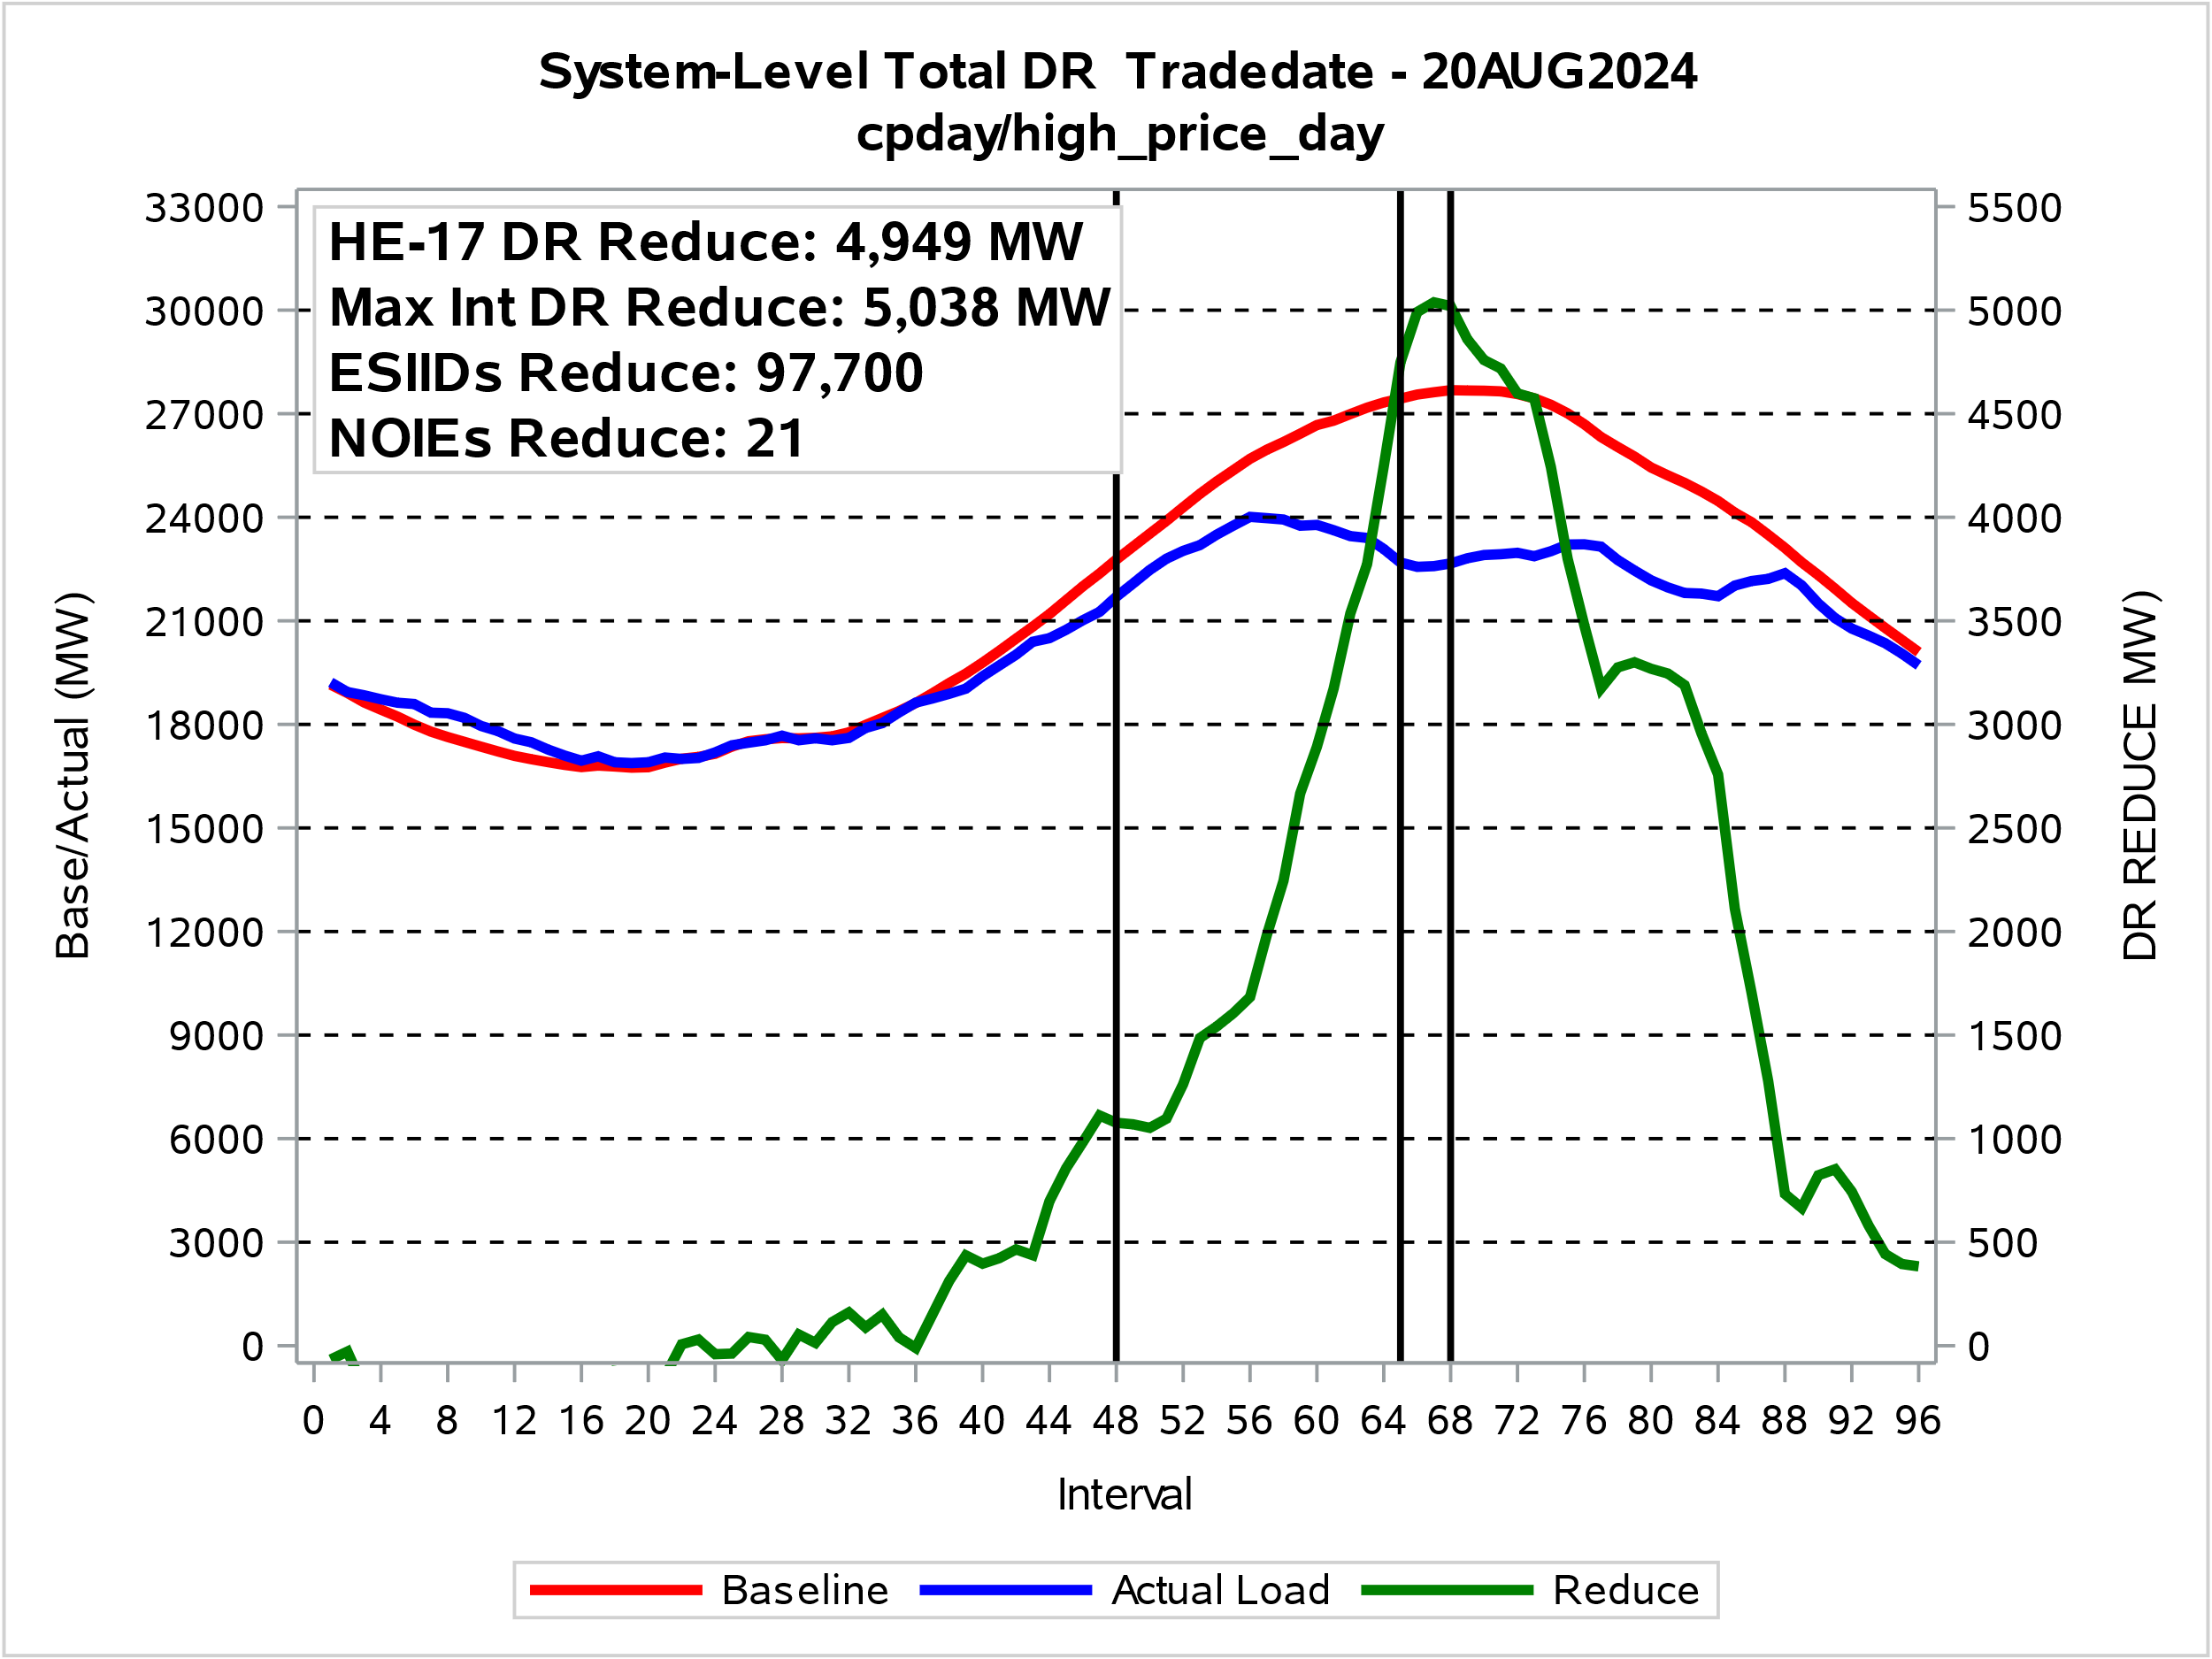 System-Level Total DR  Tradedate - 20AUG2024
cpday/high_price_day
HE-17 DR Reduce: 4,949 MW
Max Int DR Reduce: 5,038 MW
ESIIDs Reduce: 97,700
NOIEs Reduce: 21
Base/Actual (MW)
33000
30000
27000
24000
21000
18000
15000
12000
9000
6000
3000
0
5500
5000
4500
4000
3500
3000
2500
2000
1500
1000
500
0
DR REDUCE MW)
0 4 8 12 16 20 24 28 32 36 40 44 48 52 56 60 64 68 72 76 80 84 88 92 96
Interval
Baseline Actual Load Reduce